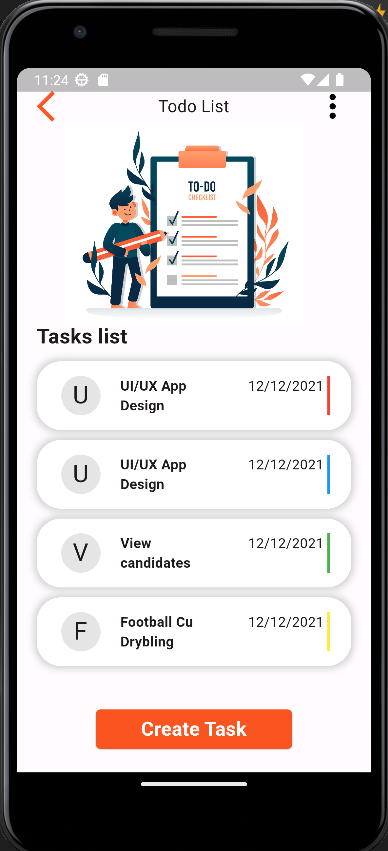 11:24
Todo List
TO-DO
CHECKLIST
Tasks list
U
UI/UX App
Design
12/12/2021
U
UI/UX App
Design
12/12/2021
V
View
candidates
12/12/2021
F
Football Cu
Drybling
12/12/2021
Create Task